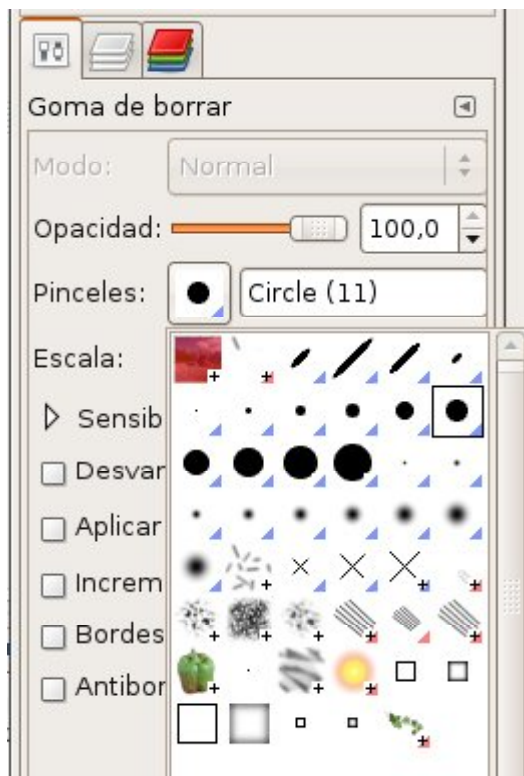 Goma de borrar
Modo: Normal
Opacidad: 100,0
Pinceles: Circle (11)
Escala:
Sensib
Desvar
Aplicar
Increm
Bordes
Antibor